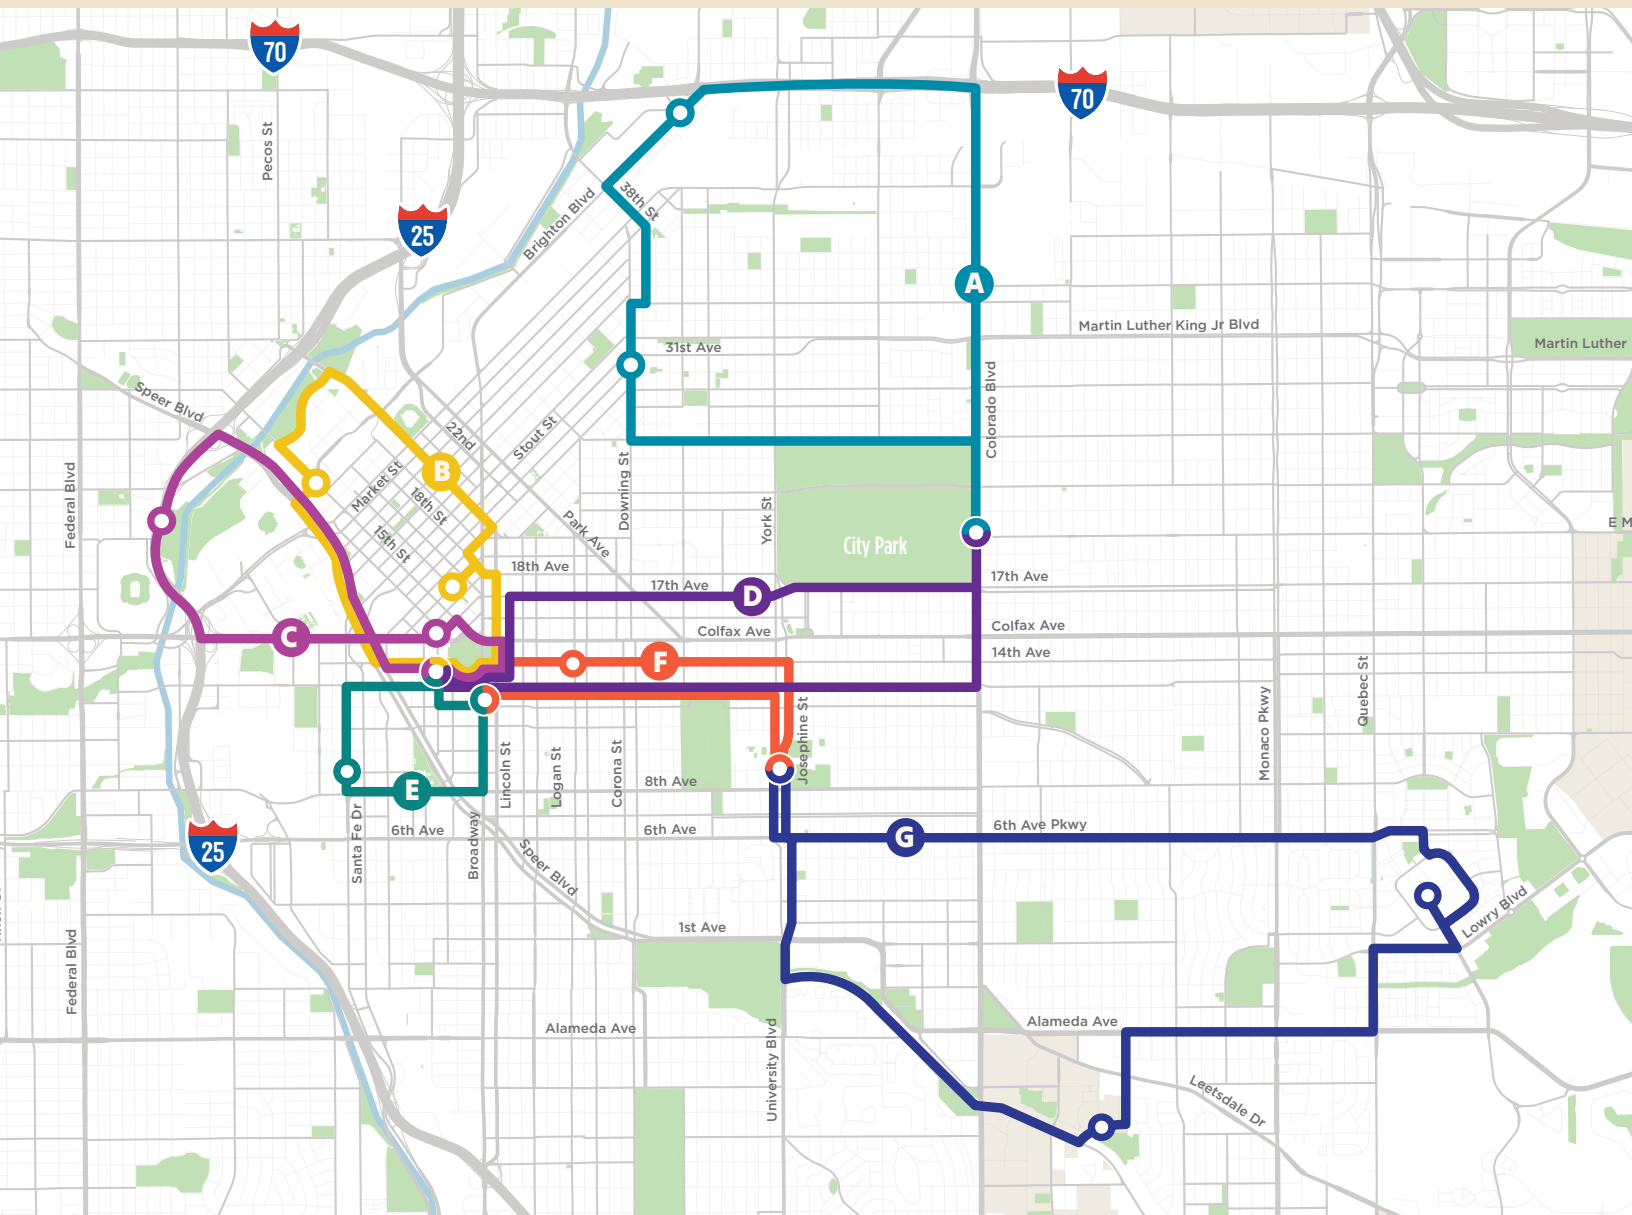 70
70
Pecos St
38th St
Brighton Blvd
25
A
Martin Luther King Jr Blvd
31st Ave
Martin Luther
Speer Blvd
Colorado Blvd
22nd
Stout St
B
Market St
Federal Blvd
Downing St
18th St
York St
Park Ave
15th St
E M
City Park
18th Ave
17th Ave
17th Ave
D
Colfax Ave
Colfax Ave
C
14th Ave
F
Quebec St
Monaco Pkwy
Josephine St
Lincoln St
Logan St
Corona St
8th Ave
E
Santa Fe Dr
6th Ave
Broadway
6th Ave
G
6th Ave Pkwy
25
Speer Blvd
Lowry Blvd
1st Ave
Federal Blvd
Alameda Ave
University Blvd
Alameda Ave
Leetsdale Dr